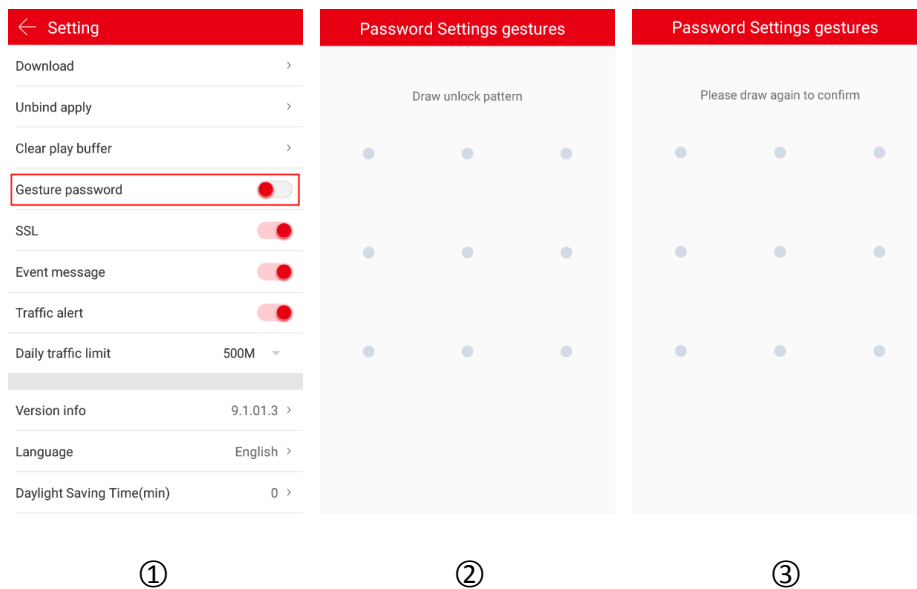 Setting
Download
Unbind apply
Clear play buffer
Gesture password
SSL
Event message
Traffic alert
Daily traffic limit 500M
Version info 9.1.01.3
Language English
Daylight Saving Time(min) 0
①
Password Settings gestures
Draw unlock pattern
②
Password Settings gestures
Please draw again to confirm
③